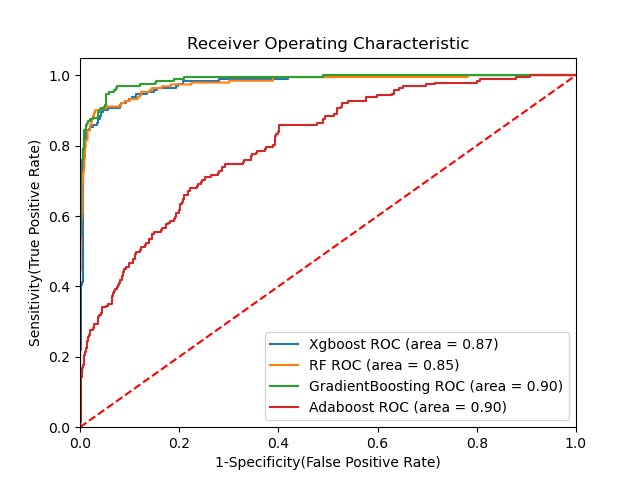 Receiver Operating Characteristic
1.0
0.8
0.6
0.4
0.2
0.0
Sensitivity(True Positive Rate)
Xgboost ROC (area = 0.87)
RF ROC (area = 0.85)
GradientBoosting ROC (area = 0.90)
Adaboost ROC (area = 0.90)
0.0 0.2 0.4 0.6 0.8 1.0
1-Specificity(False Positive Rate)